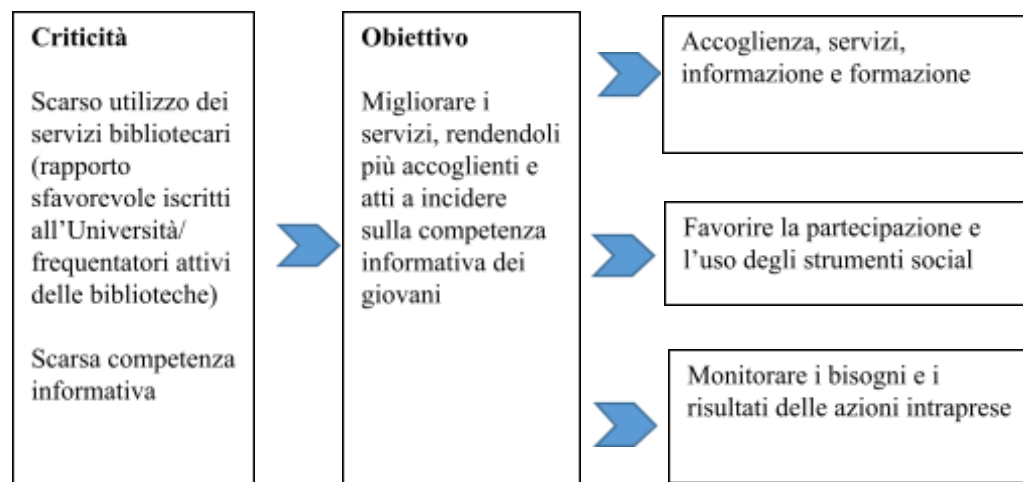 Criticità
Scarso utilizzo dei
servizi bibliotecari
(rapporto
sfavorevole iscritti
all’Università/
frequentatori attivi
delle biblioteche)
Scarsa competenza
informativa
Obiettivo
Migliorare i
servizi, rendendoli
più accoglienti e
atti a incidere
sulla competenza
informativa dei
giovani
Accoglienza, servizi,
informazione e formazione
Favorire la partecipazione e
l’uso degli strumenti social
Monitorare i bisogni e i
risultati delle azioni intraprese